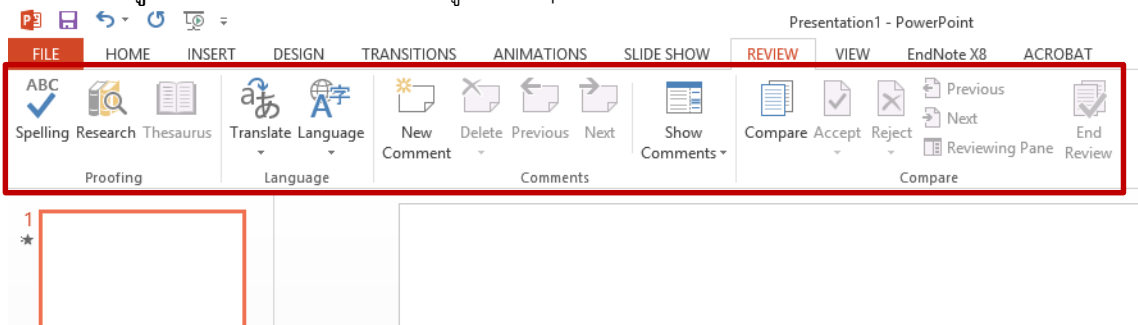 Presentation1 - PowerPoint
FILE HOME INSERT DESIGN TRANSITIONS ANIMATIONS SLIDE SHOW REVIEW VIEW EndNote X8 ACROBAT
ABC
Spelling Research Thesaurus Translate Language New Comment Delete Previous Next Show Comments Compare Accept Reject Previous Next Reviewing Pane End Review
Proofing Language Comments Compare
1